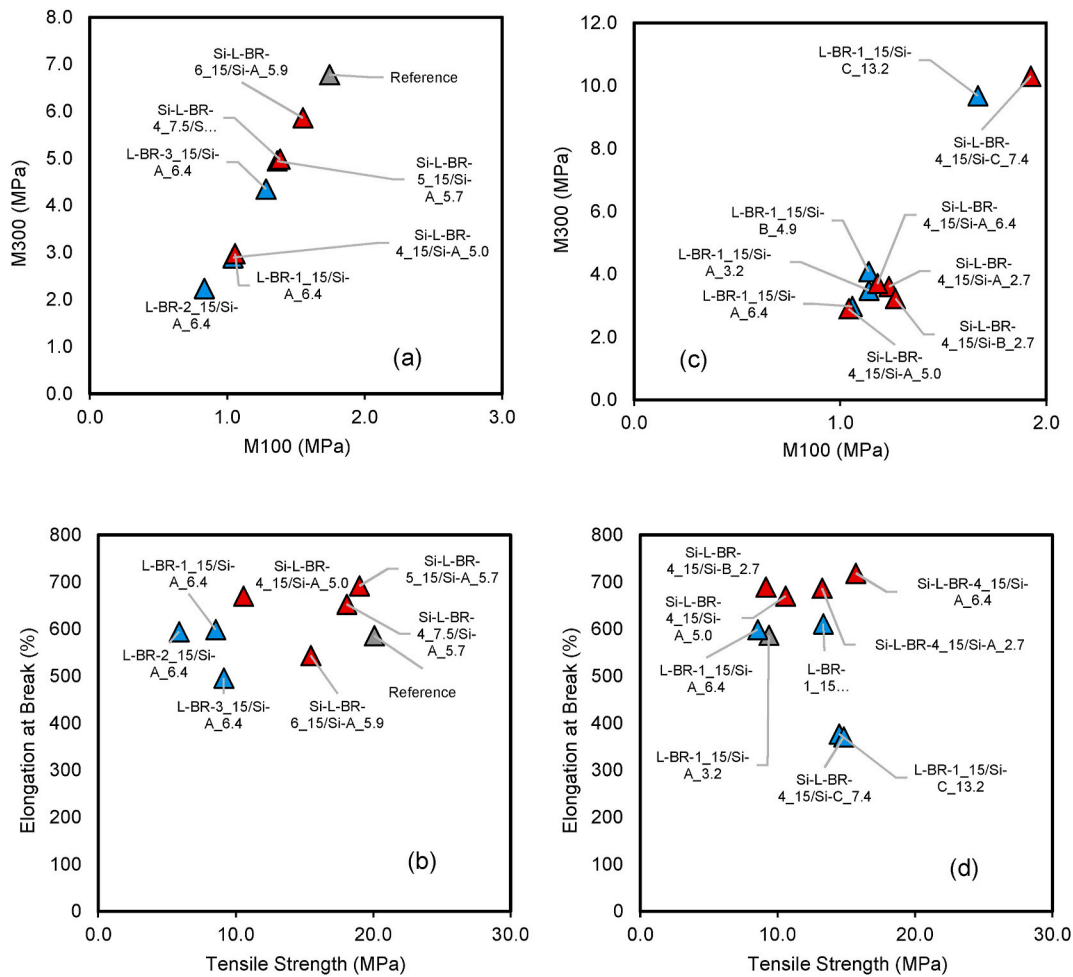 8.0
7.0
6.0
5.0
4.0
3.0
2.0
1.0
0.0
M300 (MPa)
Si-L-BR-
6_15/Si-A_5.9
Reference
Si-L-BR-
4_7.5/S...
L-BR-3_15/Si-
A_6.4
Si-L-BR-
5_15/Si-
A_5.7
Si-L-BR-
4_15/Si-A_5.0
L-BR-1_15/Si-
A_6.4
L-BR-2_15/Si-
A_6.4
(a)
0.0 1.0 2.0 3.0
M100 (MPa)
12.0
10.0
8.0
6.0
4.0
2.0
0.0
M300 (MPa)
L-BR-1_15/Si-
C_13.2
Si-L-BR-
4_15/Si-C_7.4
L-BR-1_15/Si-
B_4.9
Si-L-BR-
4_15/Si-A_6.4
L-BR-1_15/Si-
A_3.2
Si-L-BR-
4_15/Si-A_2.7
L-BR-1_15/Si-
A_6.4
Si-L-BR-
4_15/Si-B_2.7
Si-L-BR-
4_15/Si-A_5.0
(c)
1.0 2.0
M100 (MPa)
800
700
600
500
400
300
200
100
0
Elongation at Break (%)
L-BR-1_15/Si-
A_6.4
Si-L-BR-
4_15/Si-A_5.0
Si-L-BR-
5_15/Si-A_5.7
L-BR-2_15/Si-
A_6.4
Si-L-BR-
4_7.5/Si-
A_5.7
L-BR-3_15/Si-
A_6.4
Si-L-BR-
6_15/Si-A_5.9
Reference
(b)
0.0 10.0 20.0 30.0
Tensile Strength (MPa)
800
700
600
500
400
300
200
100
0
Elongation at Break (%)
Si-L-BR-
4_15/Si-B_2.7
Si-L-BR-4_15/Si-
A_6.4
Si-L-BR-
4_15/Si-
A_5.0
Si-L-BR-4_15/Si-A_2.7
L-BR-1_15/Si-
A_6.4
L-BR-
1_15...
L-BR-1_15/Si-
A_3.2
Si-L-BR-
4_15/Si-C_7.4
L-BR-1_15/Si-
C_13.2
(d)
0.0 10.0 20.0 30.0
Tensile Strength (MPa)